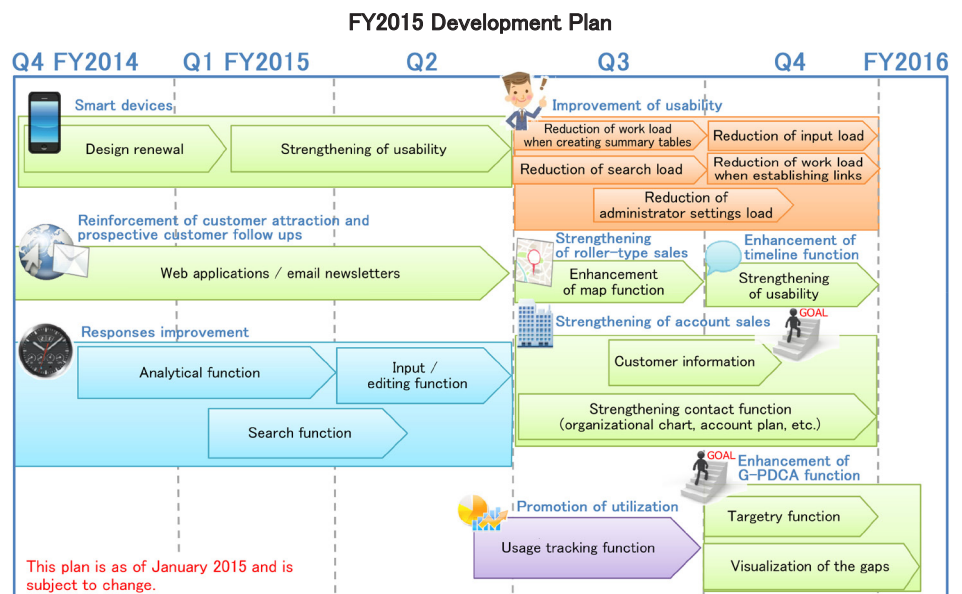 FY2015 Development Plan
Q4 FY2014
Q1 FY2015
Q2
Q3
Q4
FY2016
Smart devices
Design renewal
Strengthening of usability
Improvement of usability
Reduction of work load
when creating summary tables
Reduction of input load
Reduction of search load
Reduction of work load
when establishing links
Reduction of
administrator settings load
Reinforcement of customer attraction and
prospective customer follow ups
Web applications / email newsletters
Strengthening
of roller-type sales
Enhancement
of map function
Enhancement of
timeline function
Strengthening
of usability
Responses improvement
Analytical function
Input /
editing function
Search function
Strengthening of account sales
GOAL
Customer information
Strengthening contact function
(organizational chart, account plan, etc.)
GOAL
Enhancement of
G-PDCA function
Targetry function
Visualization of the gaps
Promotion of utilization
Usage tracking function
This plan is as of January 2015 and is
subject to change.